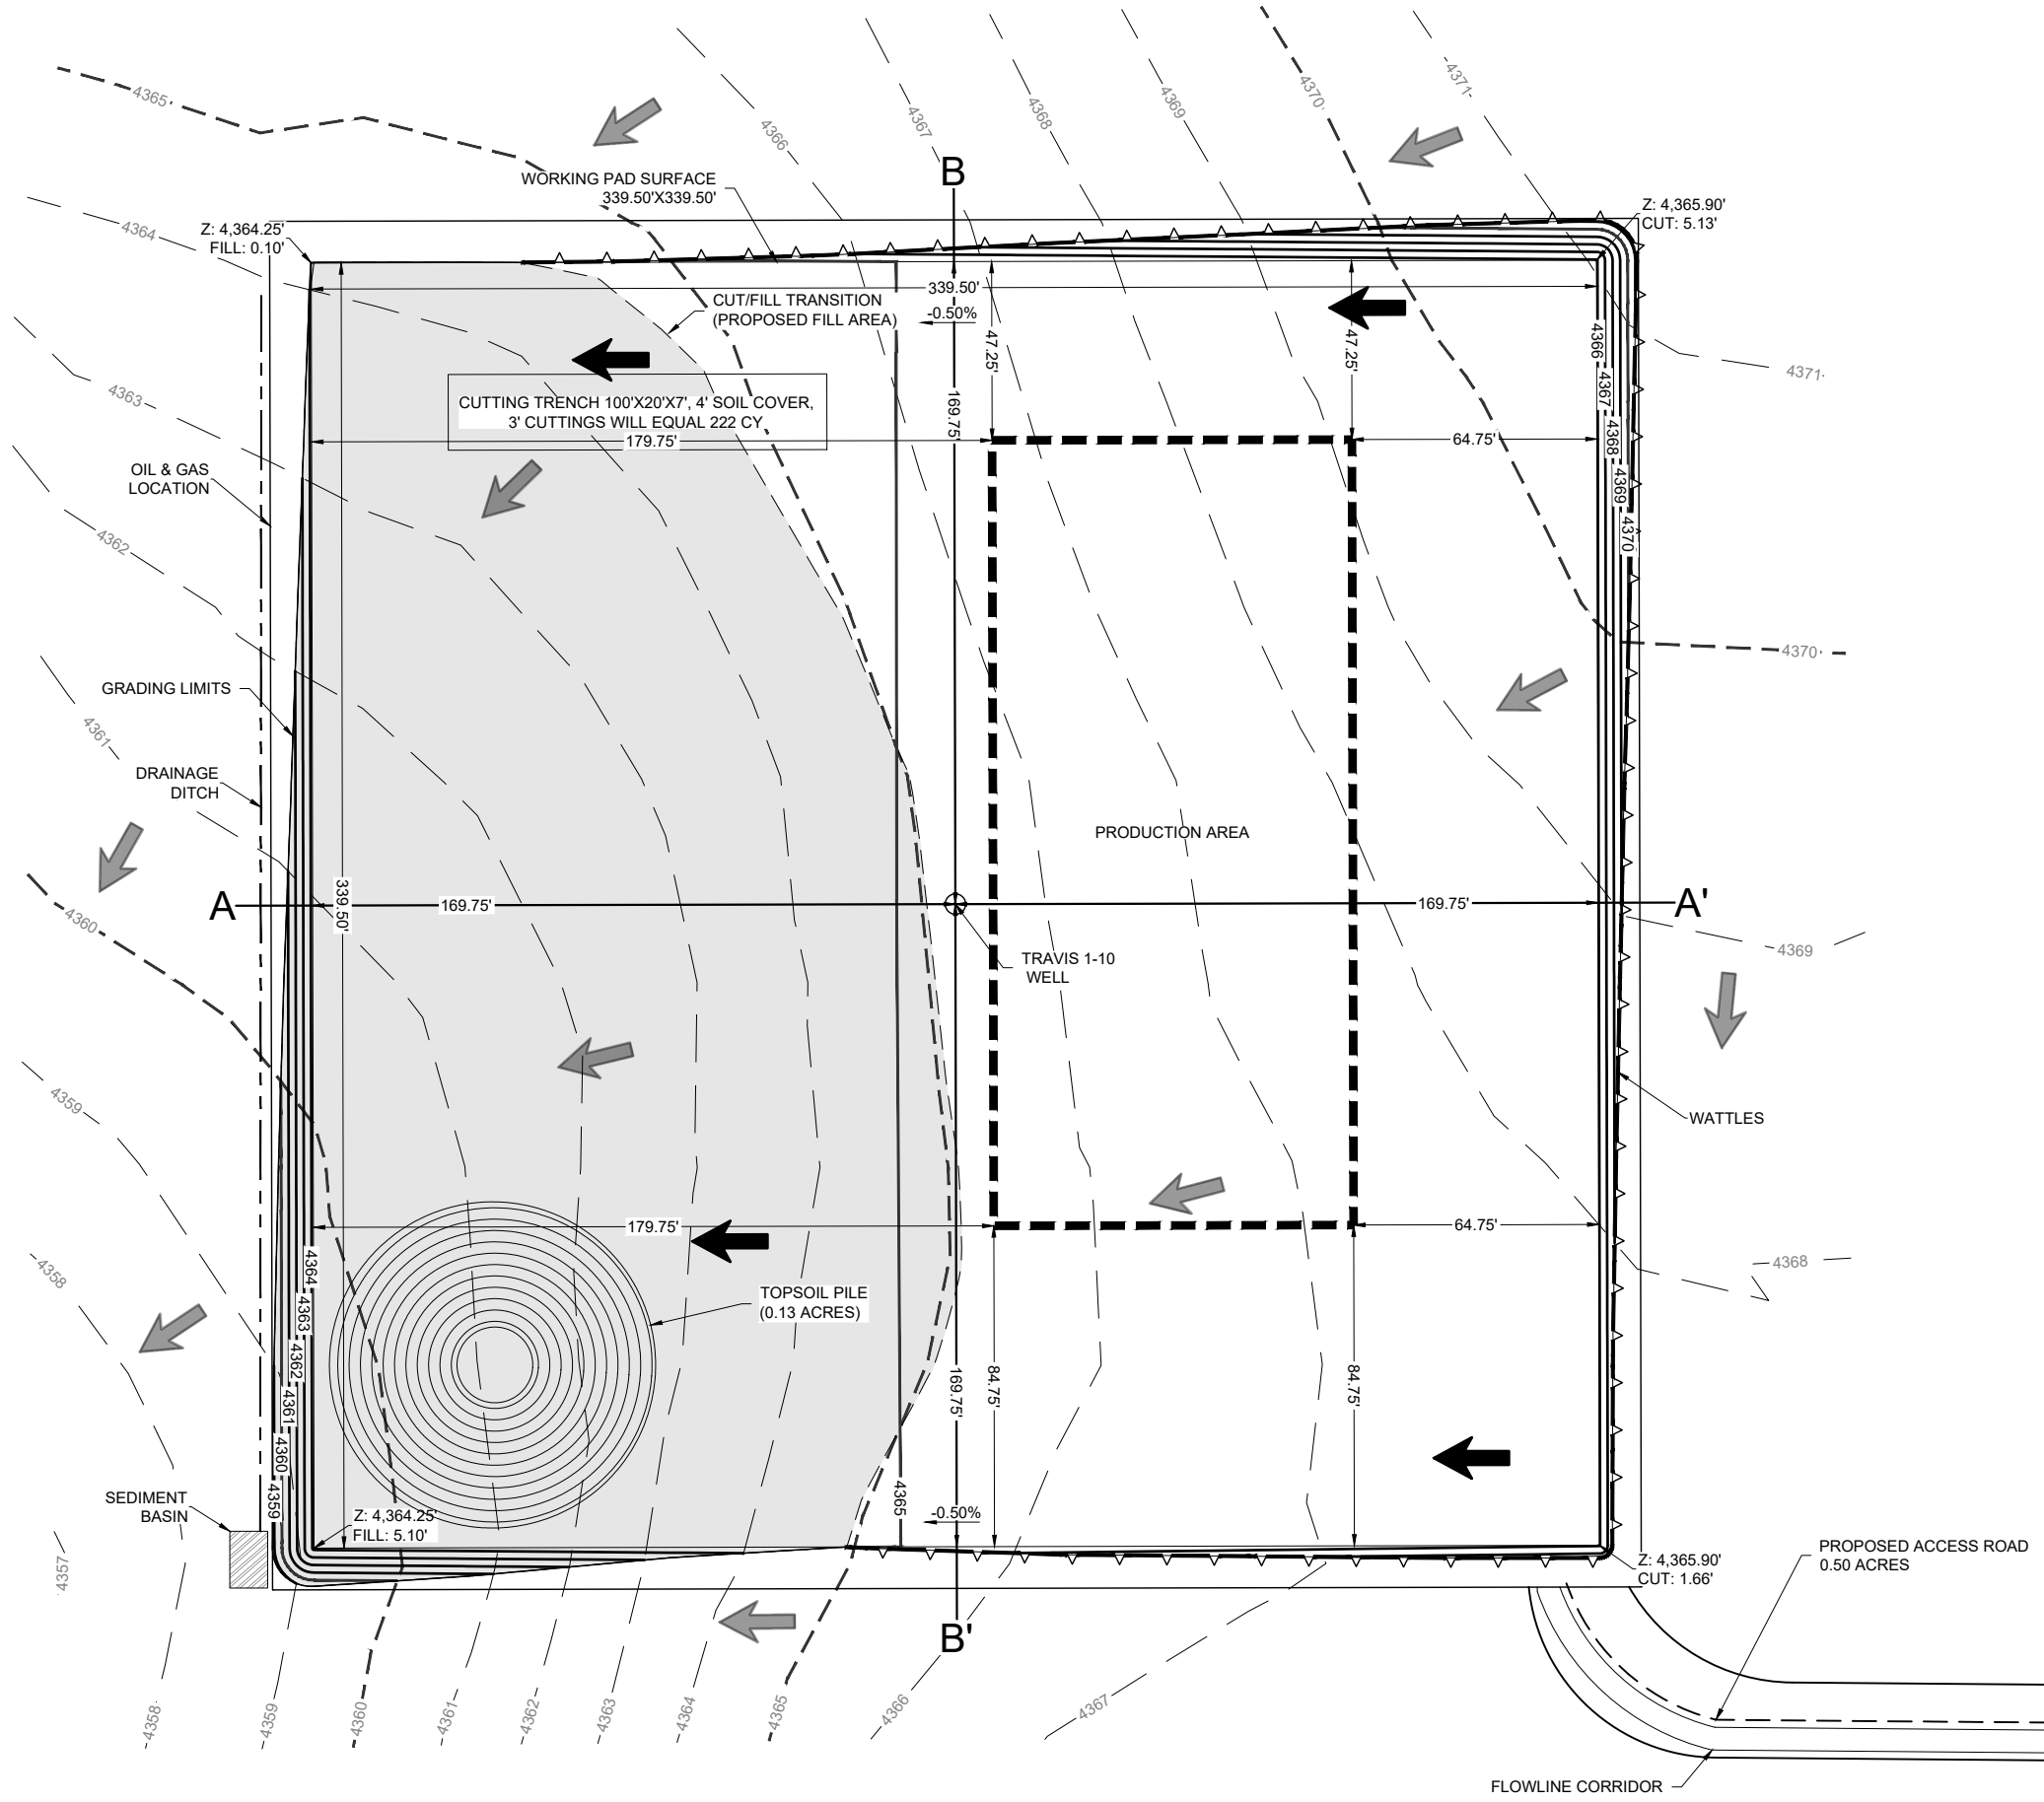 4371
4370
4369
4368
4367
4366
4365
4364
4363
4362
4361
4360
4359
4358
4357
B
WORKING PAD SURFACE
339.50'X339.50'
Z: 4,364.25'
FILL: 0.10'
Z: 4,365.90'
CUT: 5.13'
339.50'
CUT/FILL TRANSITION
(PROPOSED FILL AREA)
-0.50%
47.25'
47.25'
169.75'
4366
4367
4368
4369
4370
4371
CUTTING TRENCH 100'X20'X7', 4' SOIL COVER,
3' CUTTINGS WILL EQUAL 222 CY
179.75'
64.75'
OIL & GAS
LOCATION
GRADING LIMITS
4370
DRAINAGE
DITCH
PRODUCTION AREA
339.50'
A
169.75'
169.75'
A'
TRAVIS 1-10
WELL
4369
WATTLES
179.75'
64.75'
4368
TOPSOIL PILE
(0.13 ACRES)
4364
4363
4362
4361
4360
4359
169.75'
84.75'
84.75'
4365
-0.50%
SEDIMENT
BASIN
Z: 4,364.25'
FILL: 5.10'
Z: 4,365.90'
CUT: 1.66'
PROPOSED ACCESS ROAD
0.50 ACRES
B'
4358
4359
4360
4361
4362
4363
4364
4365
4366
4367
FLOWLINE CORRIDOR